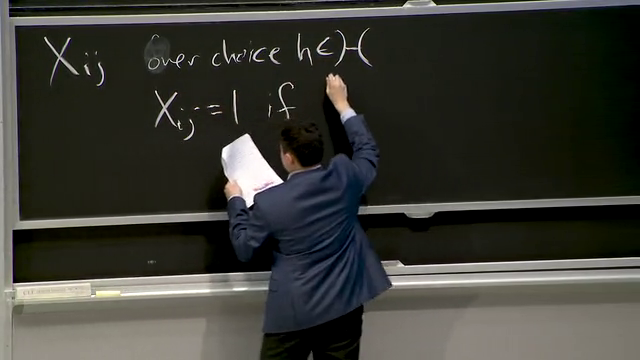 Xij over choice h∈H
Xij = 1 if